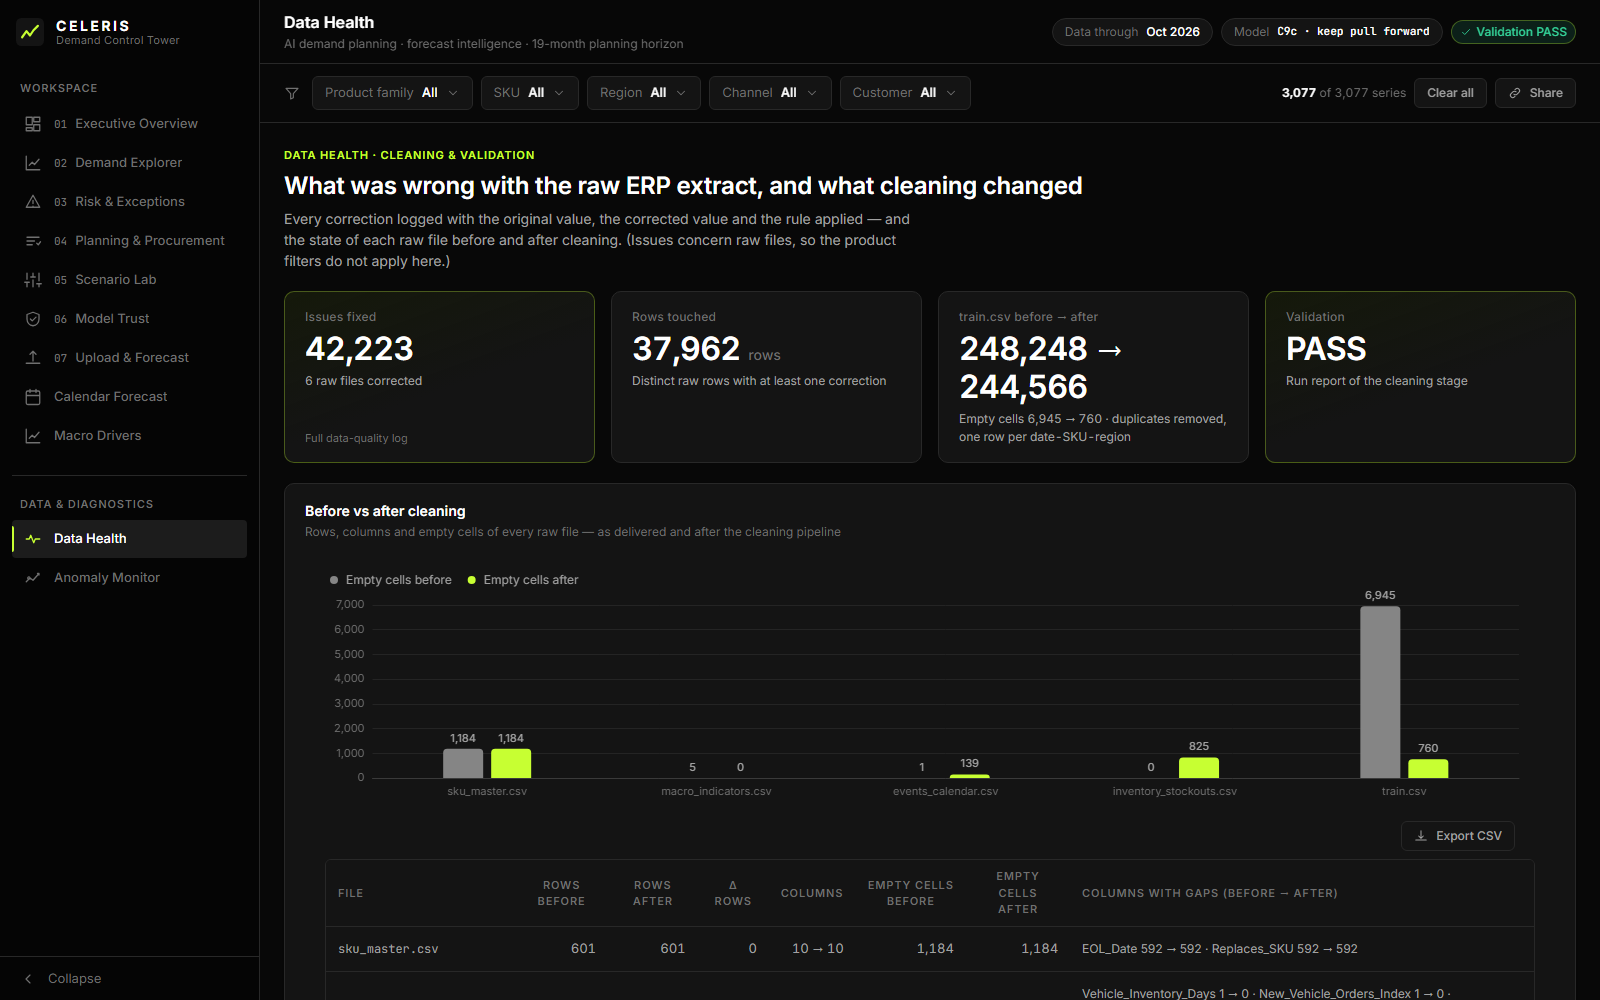 CELERIS
Demand Control Tower
WORKSPACE
01 Executive Overview
02 Demand Explorer
03 Risk & Exceptions
04 Planning & Procurement
05 Scenario Lab
06 Model Trust
07 Upload & Forecast
Calendar Forecast
Macro Drivers
DATA & DIAGNOSTICS
Data Health
Anomaly Monitor
Collapse
Data Health
AI demand planning · forecast intelligence · 19-month planning horizon
Data through Oct 2026
Model C9c · keep pull forward
Validation PASS
Product family All
SKU All
Region All
Channel All
Customer All
3,077 of 3,077 series
Clear all
Share
DATA HEALTH · CLEANING & VALIDATION
What was wrong with the raw ERP extract, and what cleaning changed
Every correction logged with the original value, the corrected value and the rule applied — and
the state of each raw file before and after cleaning. (Issues concern raw files, so the product
filters do not apply here.)
Issues fixed
42,223
6 raw files corrected
Full data-quality log
Rows touched
37,962 rows
Distinct raw rows with at least one correction
train.csv before → after
248,248 →
244,566
Empty cells 6,945 → 760 · duplicates removed,
one row per date-SKU-region
Validation
PASS
Run report of the cleaning stage
Before vs after cleaning
Rows, columns and empty cells of every raw file — as delivered and after the cleaning pipeline
Empty cells before
Empty cells after
7,000
6,000
5,000
4,000
3,000
2,000
1,000
0
1,184
1,184
5
0
1
139
0
825
6,945
760
sku_master.csv
macro_indicators.csv
events_calendar.csv
inventory_stockouts.csv
train.csv
Export CSV
FILE
ROWS
BEFORE
ROWS
AFTER
Δ
ROWS
COLUMNS
EMPTY CELLS
BEFORE
EMPTY
CELLS
AFTER
COLUMNS WITH GAPS (BEFORE → AFTER)
sku_master.csv
601
601
0
10 → 10
1,184
1,184
EOL_Date 592 → 592 · Replaces_SKU 592 → 592
Vehicle_Inventory_Days 1 → 0 · New_Vehicle_Orders_Index 1 → 0 ·